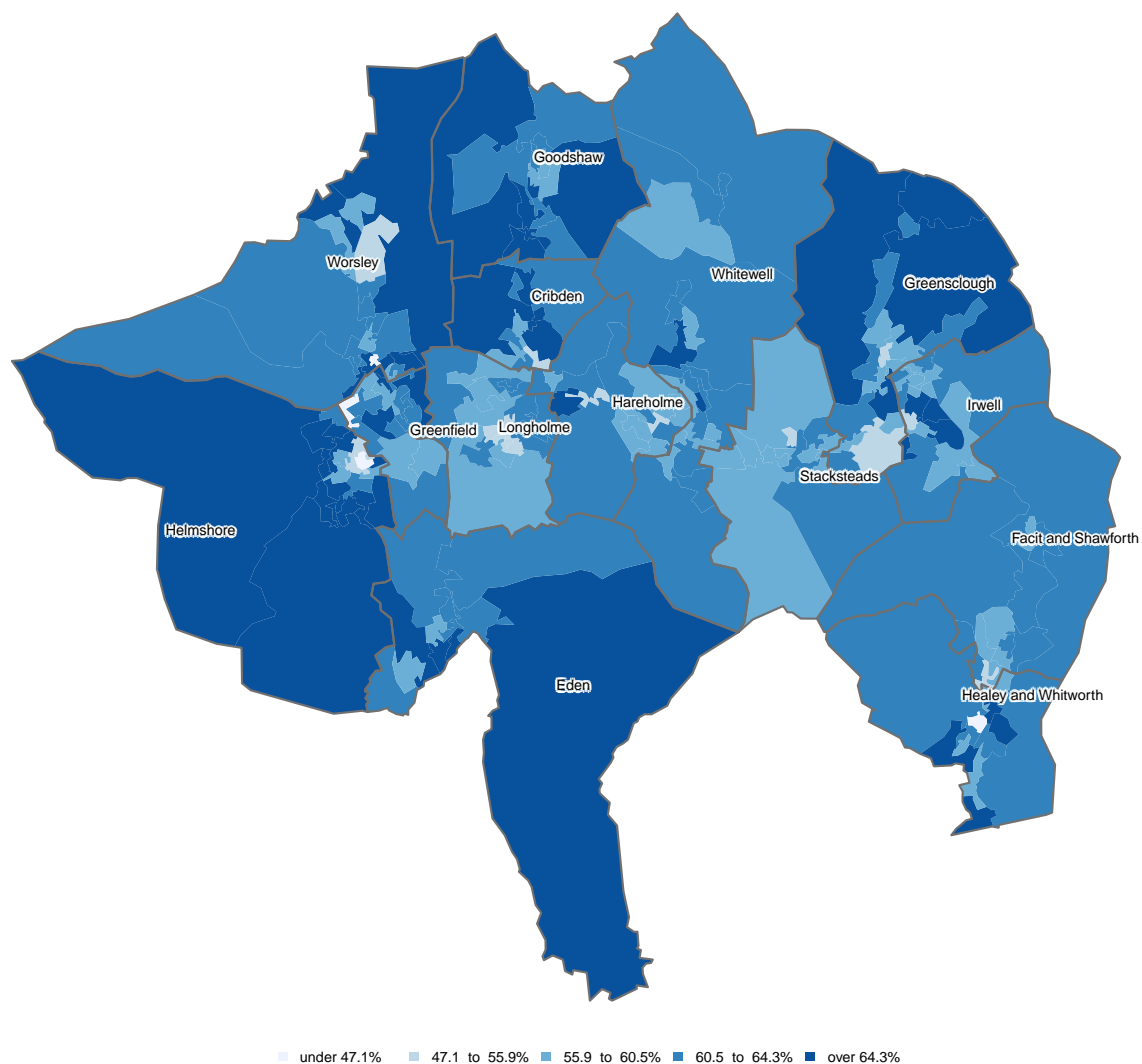 Goodshaw
Worsley
Whitewell
Greensclough
Cribden
Hareholme
Irwell
Greenfield
Longholme
Stacksteads
Helmshore
Facit and Shawforth
Eden
Healey and Whitworth
under 47.1% 47.1 to 55.9% 55.9 to 60.5% 60.5 to 64.3% over 64.3%